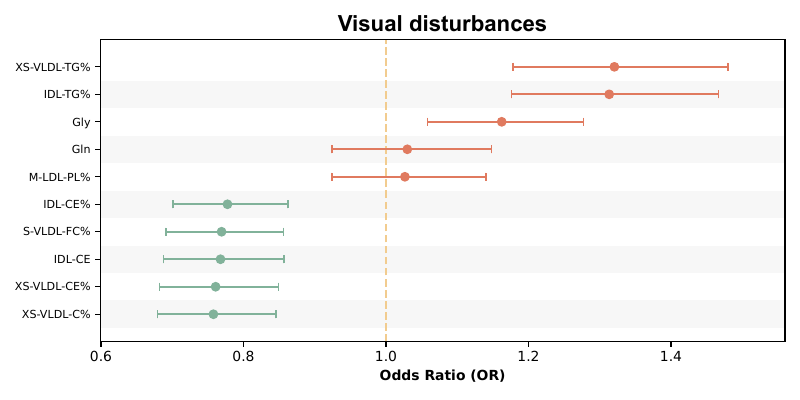 Visual disturbances
XS-VLDL-TG%
IDL-TG%
Gly
Gln
M-LDL-PL%
IDL-CE%
S-VLDL-FC%
IDL-CE
XS-VLDL-CE%
XS-VLDL-C%
0.6 0.8 1.0 1.2 1.4
Odds Ratio (OR)